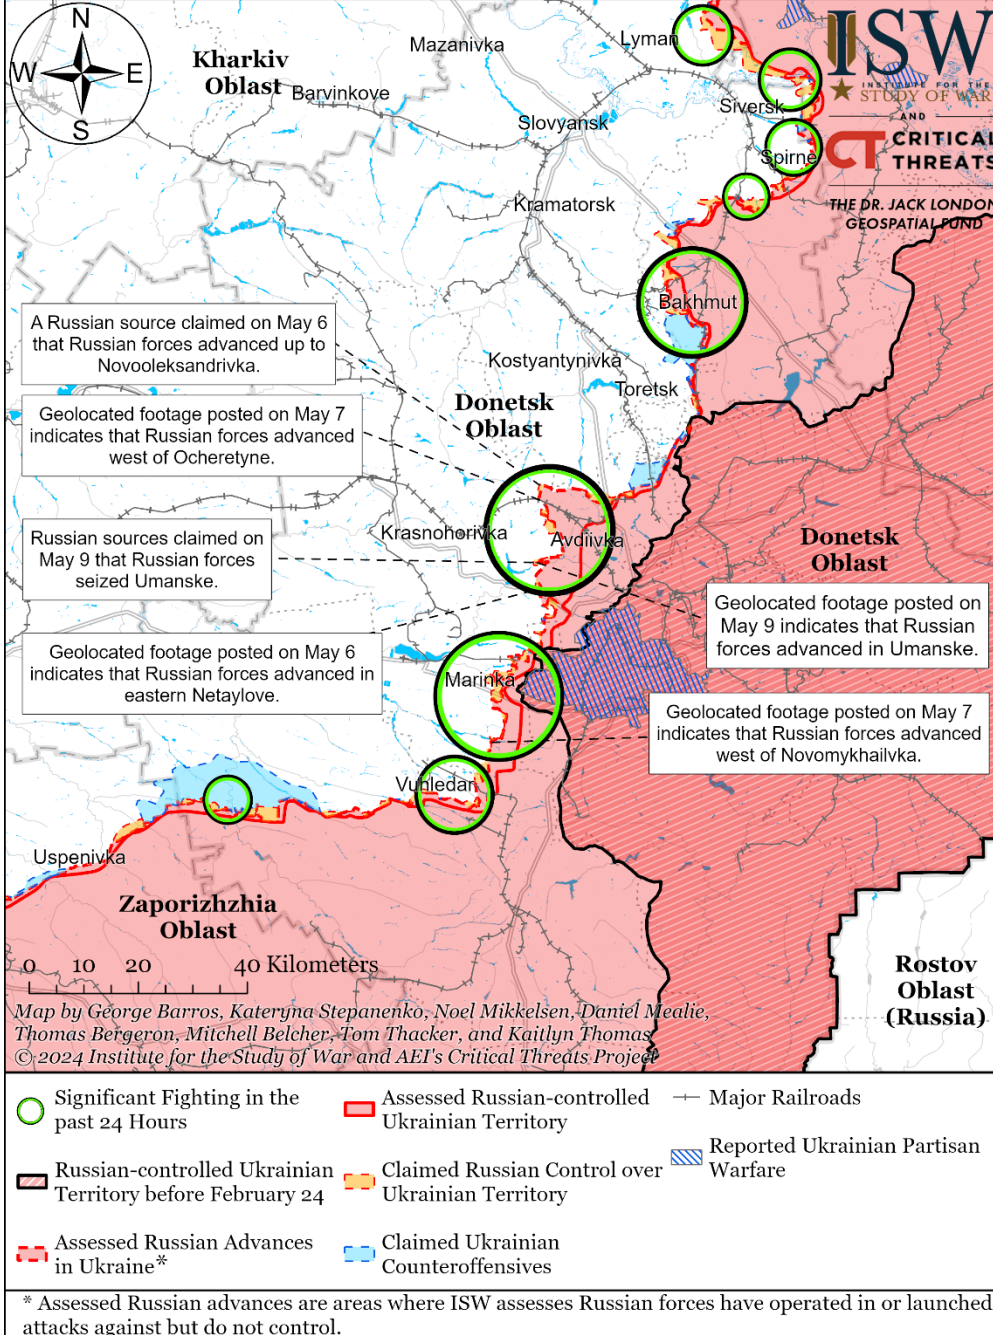 N
W
E
S
Kharkiv
Oblast
Mazanivka
Barvinkove
Lyman
Slovyansk
Siversk
Spirne
Kramatorsk
ISW
INSTITUTE FOR THE
STUDY OF WAR
AND
CT CRITICAL
THREATS
THE DR. JACK LONDON
GEOSPATIAL FUND
Bakhmut
A Russian source claimed on May 6
that Russian forces advanced up to
Novooleksandrivka.
Kostyantynivka
Toretsk
Donetsk
Oblast
Geolocated footage posted on May 7
indicates that Russian forces advanced
west of Ocheretyne.
Krasnohorivka
Avdiivka
Russian sources claimed on
May 9 that Russian forces
seized Umanske.
Donetsk
Oblast
Geolocated footage posted on
May 9 indicates that Russian
forces advanced in Umanske.
Geolocated footage posted on May 6
indicates that Russian forces advanced in
eastern Netaylove.
Marinka
Geolocated footage posted on May 7
indicates that Russian forces advanced
west of Novomykhailvka.
Vuhledar
Uspenivka
Zaporizhzhia
Oblast
Rostov
Oblast
(Russia)
0 10 20 40 Kilometers
Map by George Barros, Kateryna Stepanenko, Noel Mikkelsen, Daniel Mealie,
Thomas Bergeron, Mitchell Belcher, Tom Thacker, and Kaitlyn Thomas
© 2024 Institute for the Study of War and AEI's Critical Threats Project
Significant Fighting in the
past 24 Hours
Russian-controlled Ukrainian
Territory before February 24
Assessed Russian Advances
in Ukraine*
Assessed Russian-controlled
Ukrainian Territory
Claimed Russian Control over
Ukrainian Territory
Claimed Ukrainian
Counteroffensives
Major Railroads
Reported Ukrainian Partisan
Warfare
* Assessed Russian advances are areas where ISW assesses Russian forces have operated in or launched
attacks against but do not control.